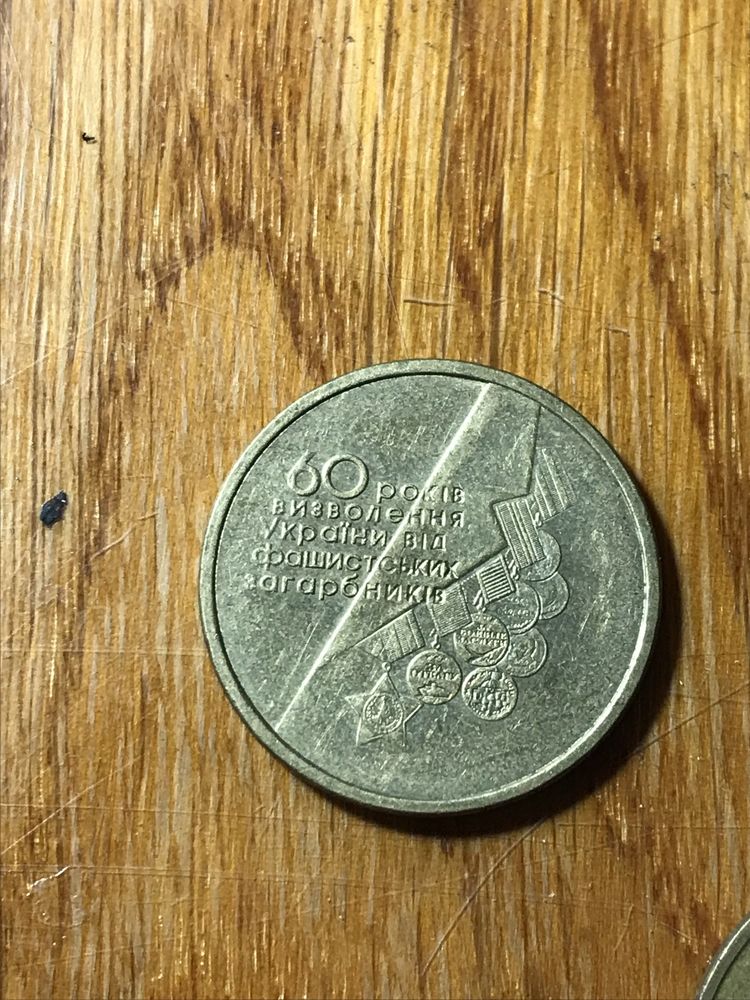 60 років
визволення
України від
фашистських
загарбників